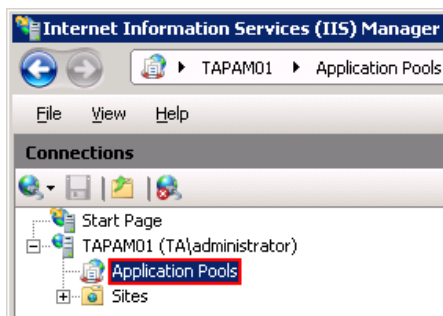 Internet Information Services (IIS) Manager
TAPAM01 Application Pools
File View Help
Connections
Start Page
TAPAM01 (TA\administrator)
Application Pools
Sites